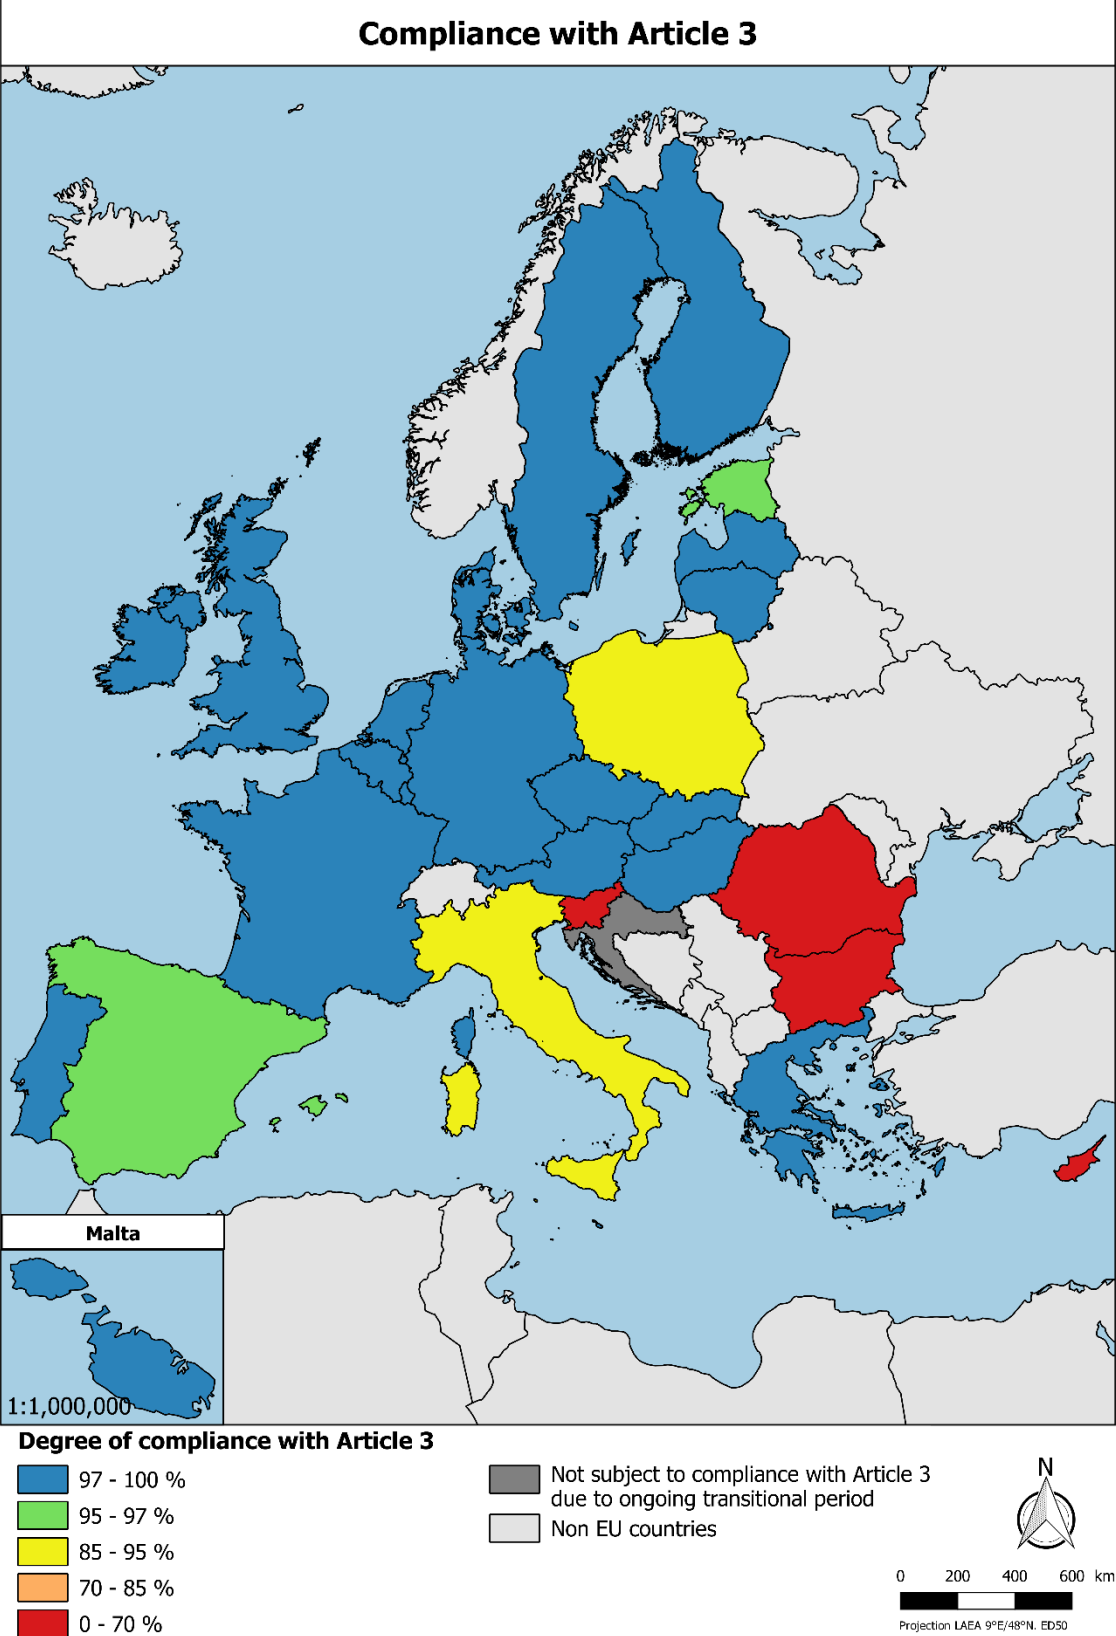 Compliance with Article 3
Malta
1:1,000,000
Degree of compliance with Article 3
97 - 100 %
95 - 97 %
85 - 95 %
70 - 85 %
0 - 70 %
Not subject to compliance with Article 3
due to ongoing transitional period
Non EU countries
N
0 200 400 600 km
Projection LAEA 9°E/48°N. ED50